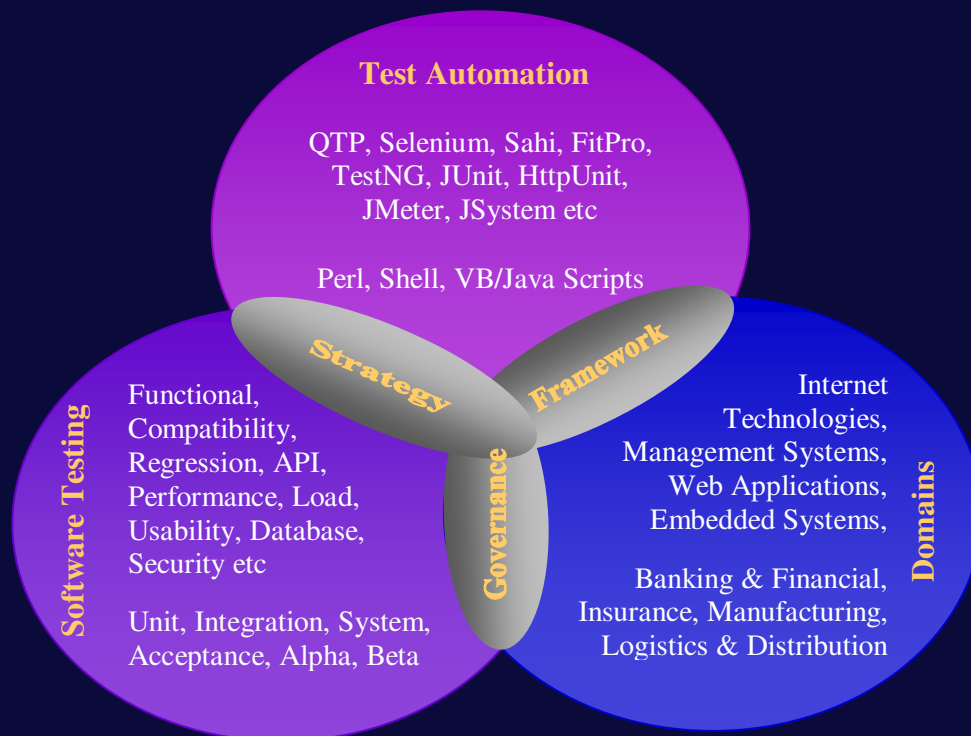 Test Automation
QTP, Selenium, Sahi, FitPro,
TestNG, JUnit, HttpUnit,
JMeter, JSystem etc
Perl, Shell, VB/Java Scripts
Strategy
Framework
Governance
Software Testing
Functional,
Compatibility,
Regression, API,
Performance, Load,
Usability, Database,
Security etc
Unit, Integration, System,
Acceptance, Alpha, Beta
Internet
Technologies,
Management Systems,
Web Applications,
Embedded Systems,
Banking & Financial,
Insurance, Manufacturing,
Logistics & Distribution
Domains